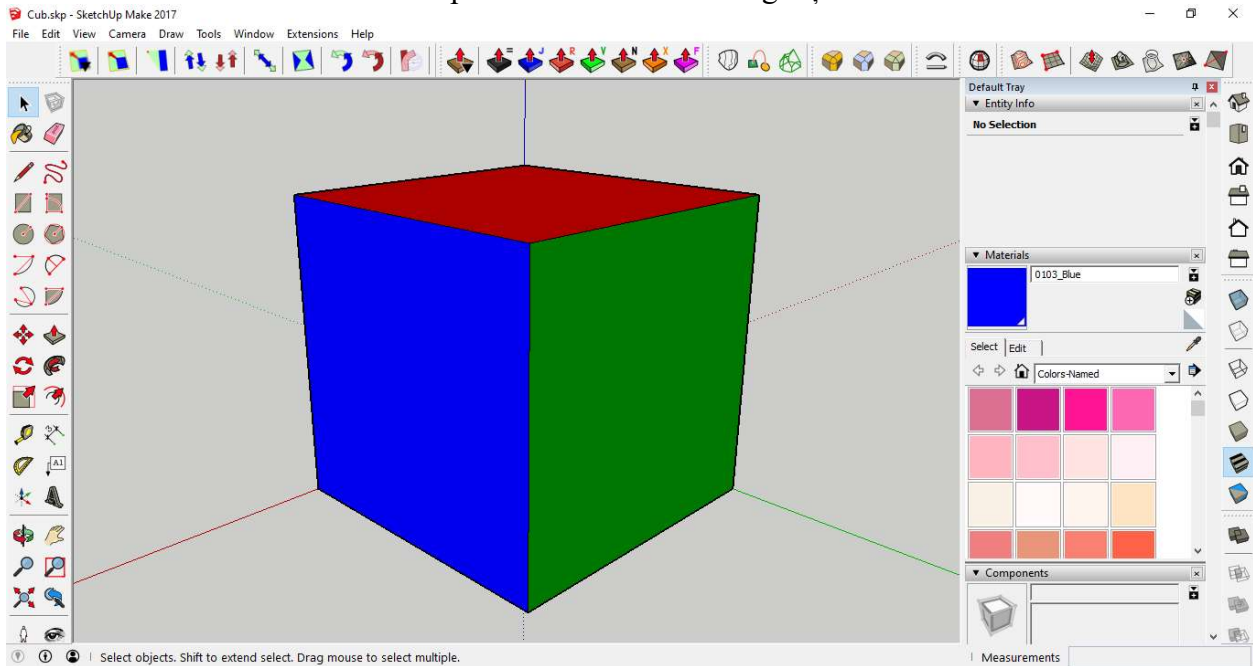 Cub.skp - SketchUp Make 2017
File Edit View Camera Draw Tools Window Extensions Help
= J R V N X F
Default Tray
Entity Info
No Selection
Materials
0103_Blue
Select Edit
Colors-Named
A1
Components
Select objects. Shift to extend select. Drag mouse to select multiple.
Measurements